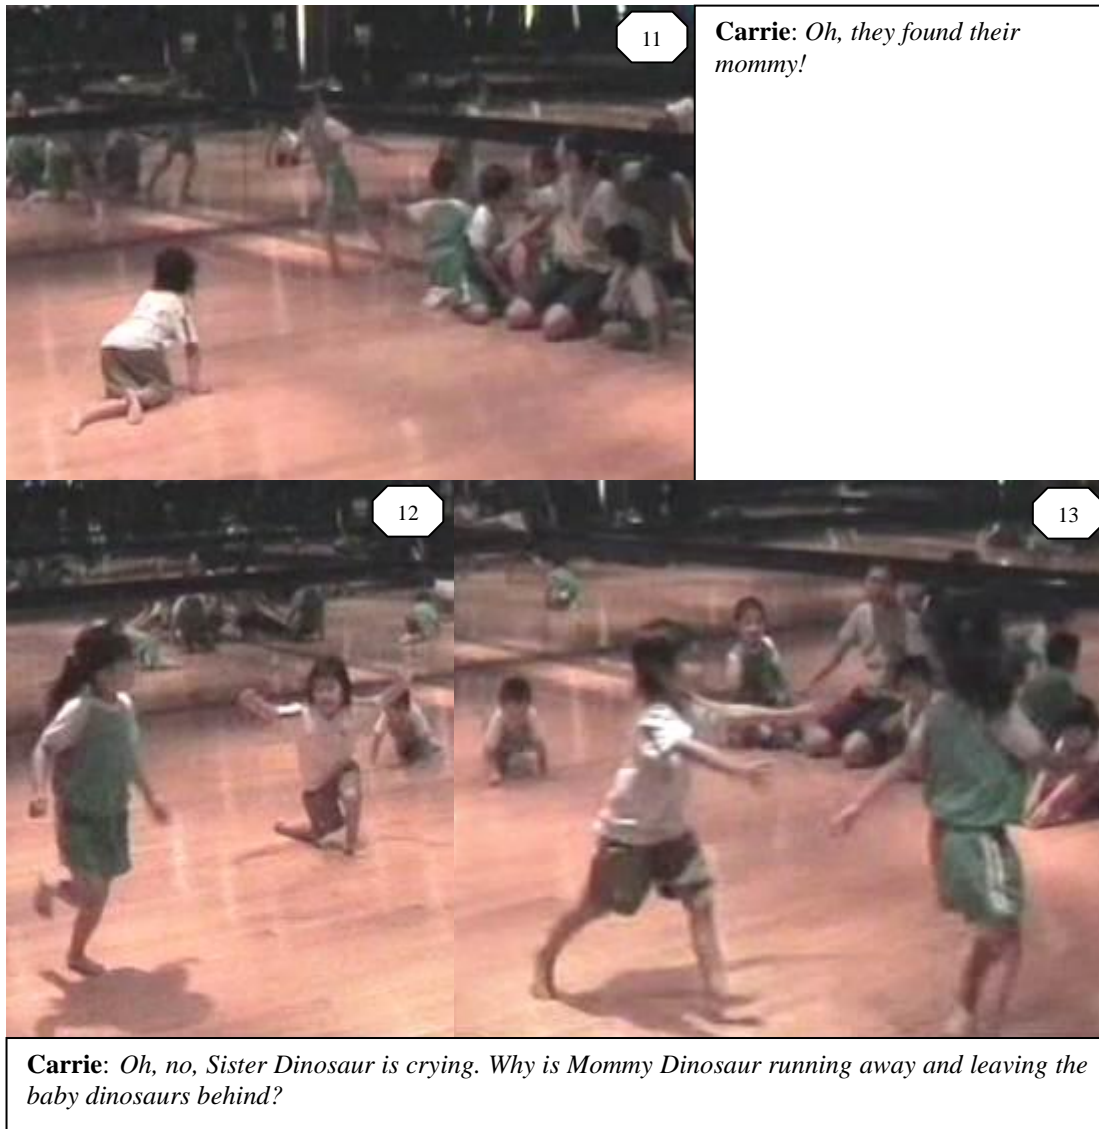 11
Carrie: Oh, they found their
mommy!
12
13
Carrie: Oh, no, Sister Dinosaur is crying. Why is Mommy Dinosaur running away and leaving the
baby dinosaurs behind?